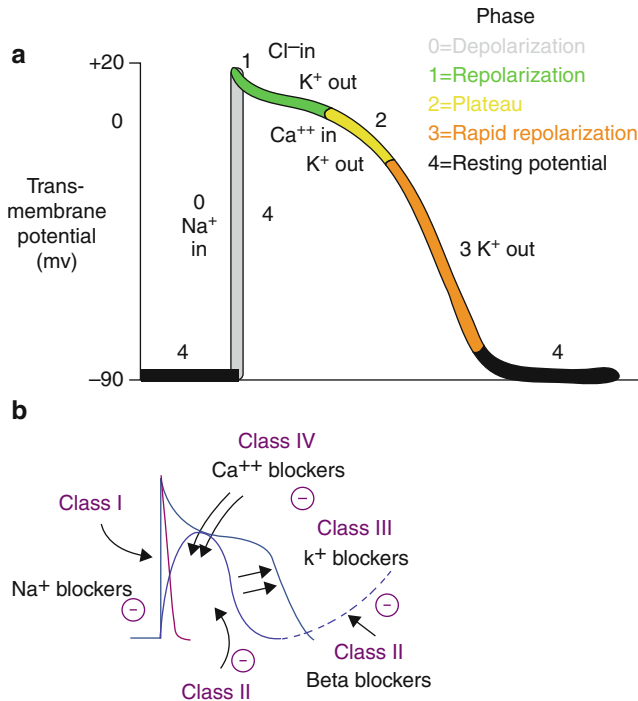 Phase
0=Depolarization
1=Repolarization
2=Plateau
3=Rapid repolarization
4=Resting potential
a
+20
0
Trans-
membrane
potential
(mv)
–90
1
Cl⁻in
K⁺ out
Ca⁺⁺ in
K⁺ out
2
0
Na⁺
in
4
3 K⁺ out
4
4
b
Class IV
Ca⁺⁺ blockers
−
Class I
Class III
k⁺ blockers
Na⁺ blockers
−
−
−
Class II
Class II
Beta blockers